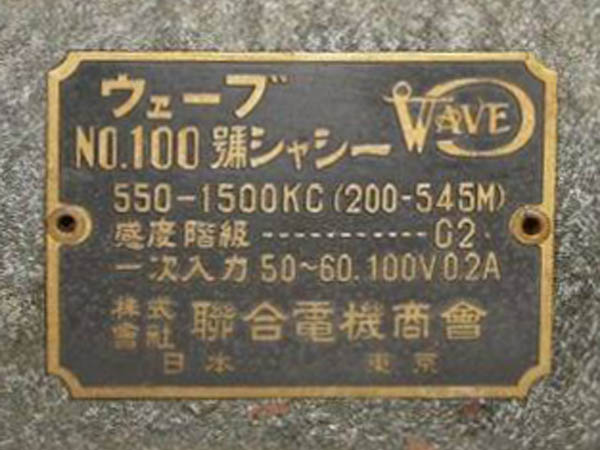 ウエーブ
NO.100 號シャシー
WAVE
550-1500KC (200-545M)
感度階級-----------C2.
一次入力 50~60.100V 0.2A
株式會社 聯合電機商會
日本 東京